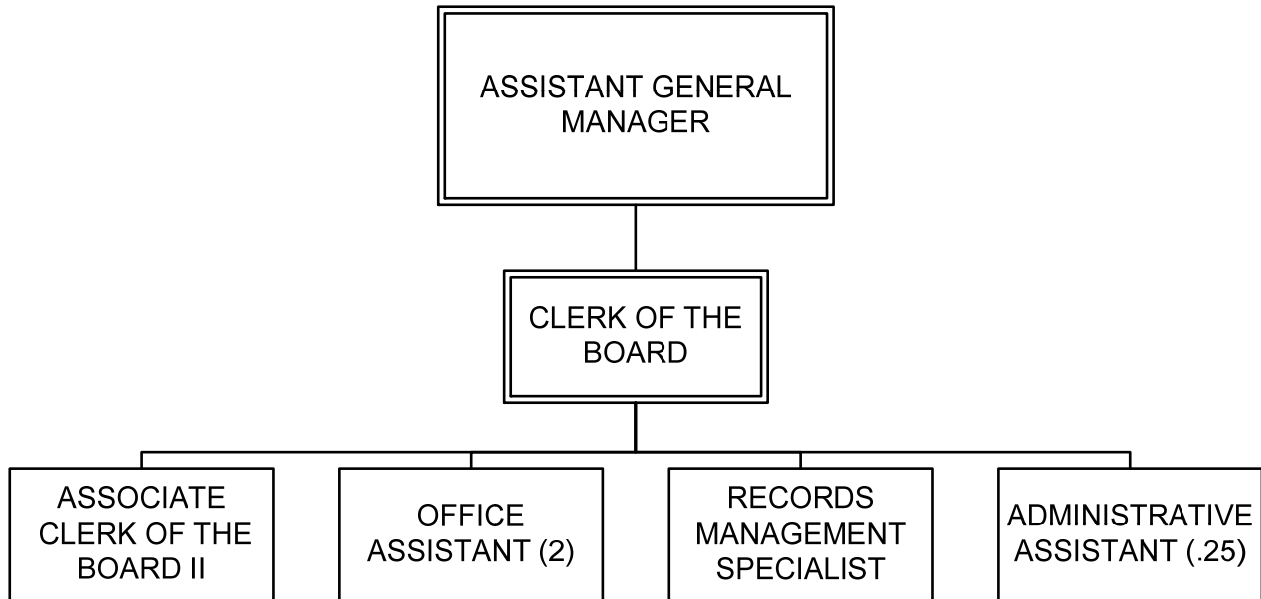 ASSISTANT GENERAL
MANAGER
CLERK OF THE
BOARD
ASSOCIATE
CLERK OF THE
BOARD II
OFFICE
ASSISTANT (2)
RECORDS
MANAGEMENT
SPECIALIST
ADMINISTRATIVE
ASSISTANT (.25)